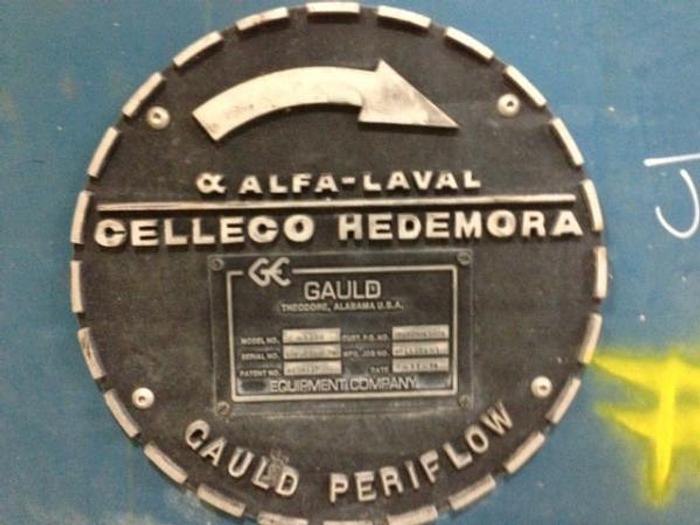 α ALFA-LAVAL
CELLECO HEDEMORA
GE
GAULD
THEODORE, ALABAMA U.S.A.
MODEL NO. CUST. P.O. NO.
SERIAL NO. MFG. JOB NO.
PATENT NO. DATE
EQUIPMENT COMPANY
GAULD PERIFLOW